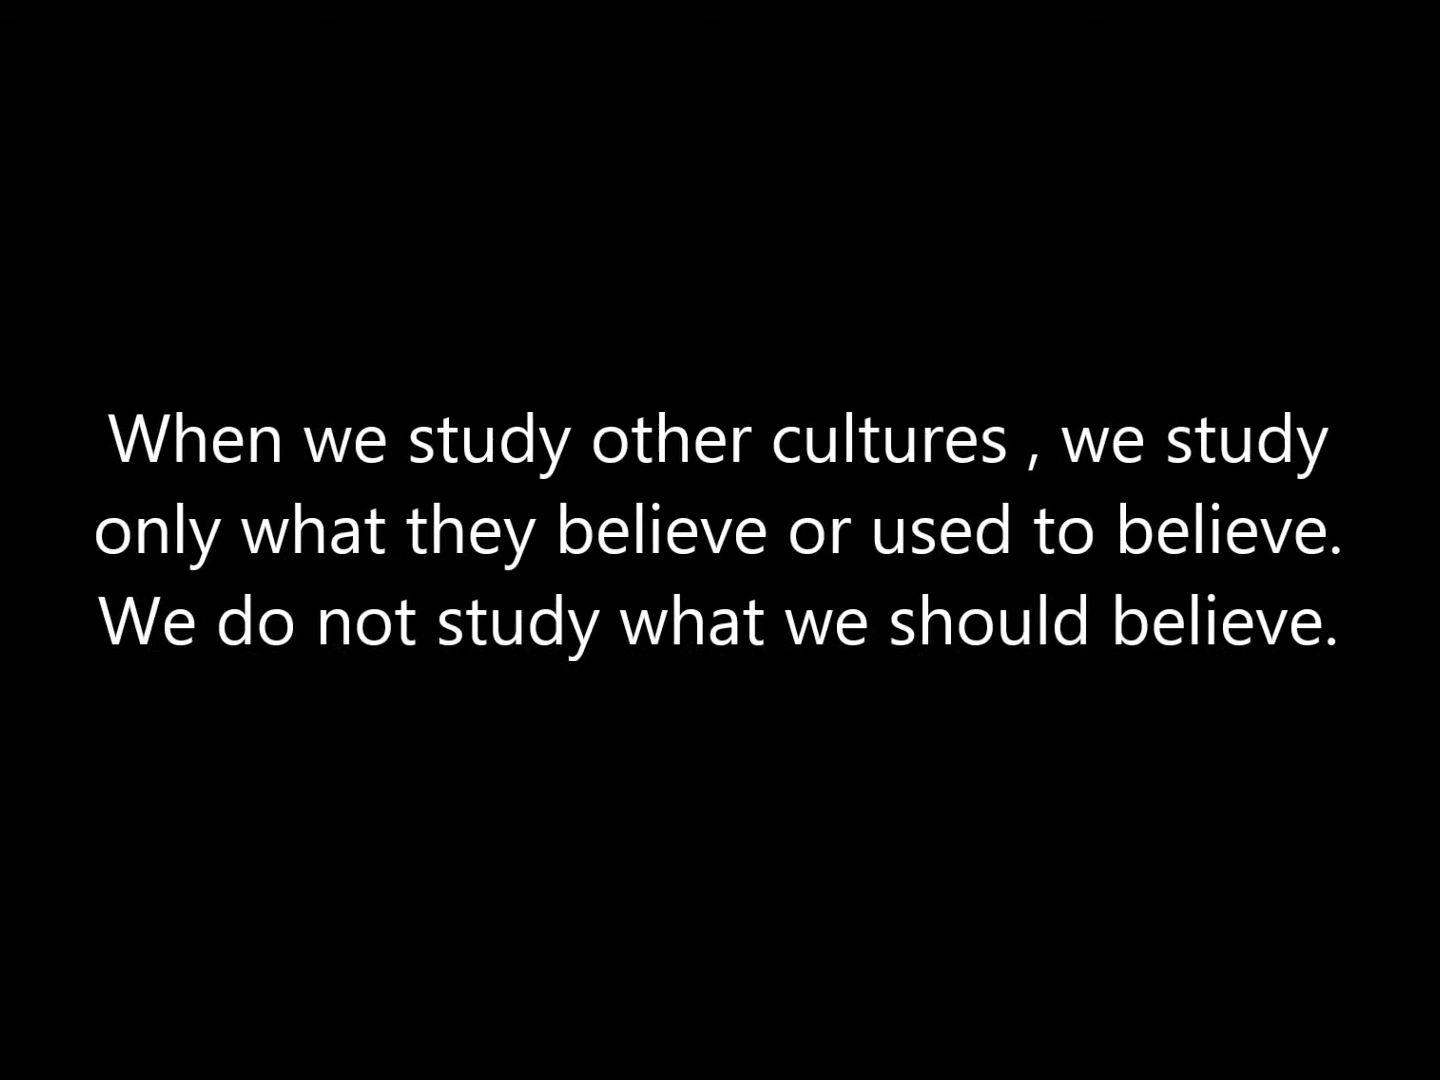 When we study other cultures , we study
only what they believe or used to believe.
We do not study what we should believe.